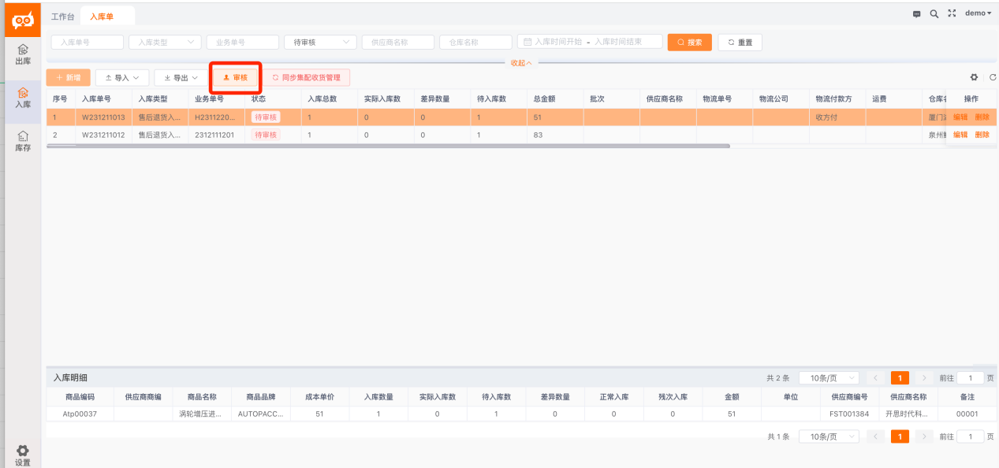 工作台 入库单 demo
入库单号 入库类型 业务单号 待审核 供应商名称 仓库名称 入库时间开始 - 入库时间结束 搜索 重置
收起
+ 新增 导入 导出 审核 同步集配收货管理
序号 入库单号 入库类型 业务单号 状态 入库总数 实际入库数 差异数量 待入库数 总金额 批次 供应商名称 物流单号 物流公司 物流付款方 运费 仓库 操作
1 W231211013 售后退货入... H2311220... 待审核 1 0 0 1 51 收方付 厦门 编辑 删除
2 W231211012 售后退货入... 2312111201 待审核 1 0 0 1 83 泉州 编辑 删除
出库
入库
库存
设置
入库明细 共 2 条 10条/页 1 前往 1 页
商品编码 供应商商编 商品名称 商品品牌 成本单价 入库数量 实际入库数 待入库数 差异数量 正常入库 残次入库 金额 单位 供应商编号 供应商名称 备注
Atp00037 涡轮增压进... AUTOPACC... 51 1 0 1 0 0 0 51 FST001384 开思时代科... 00001
共 1 条 10条/页 1 前往 1 页